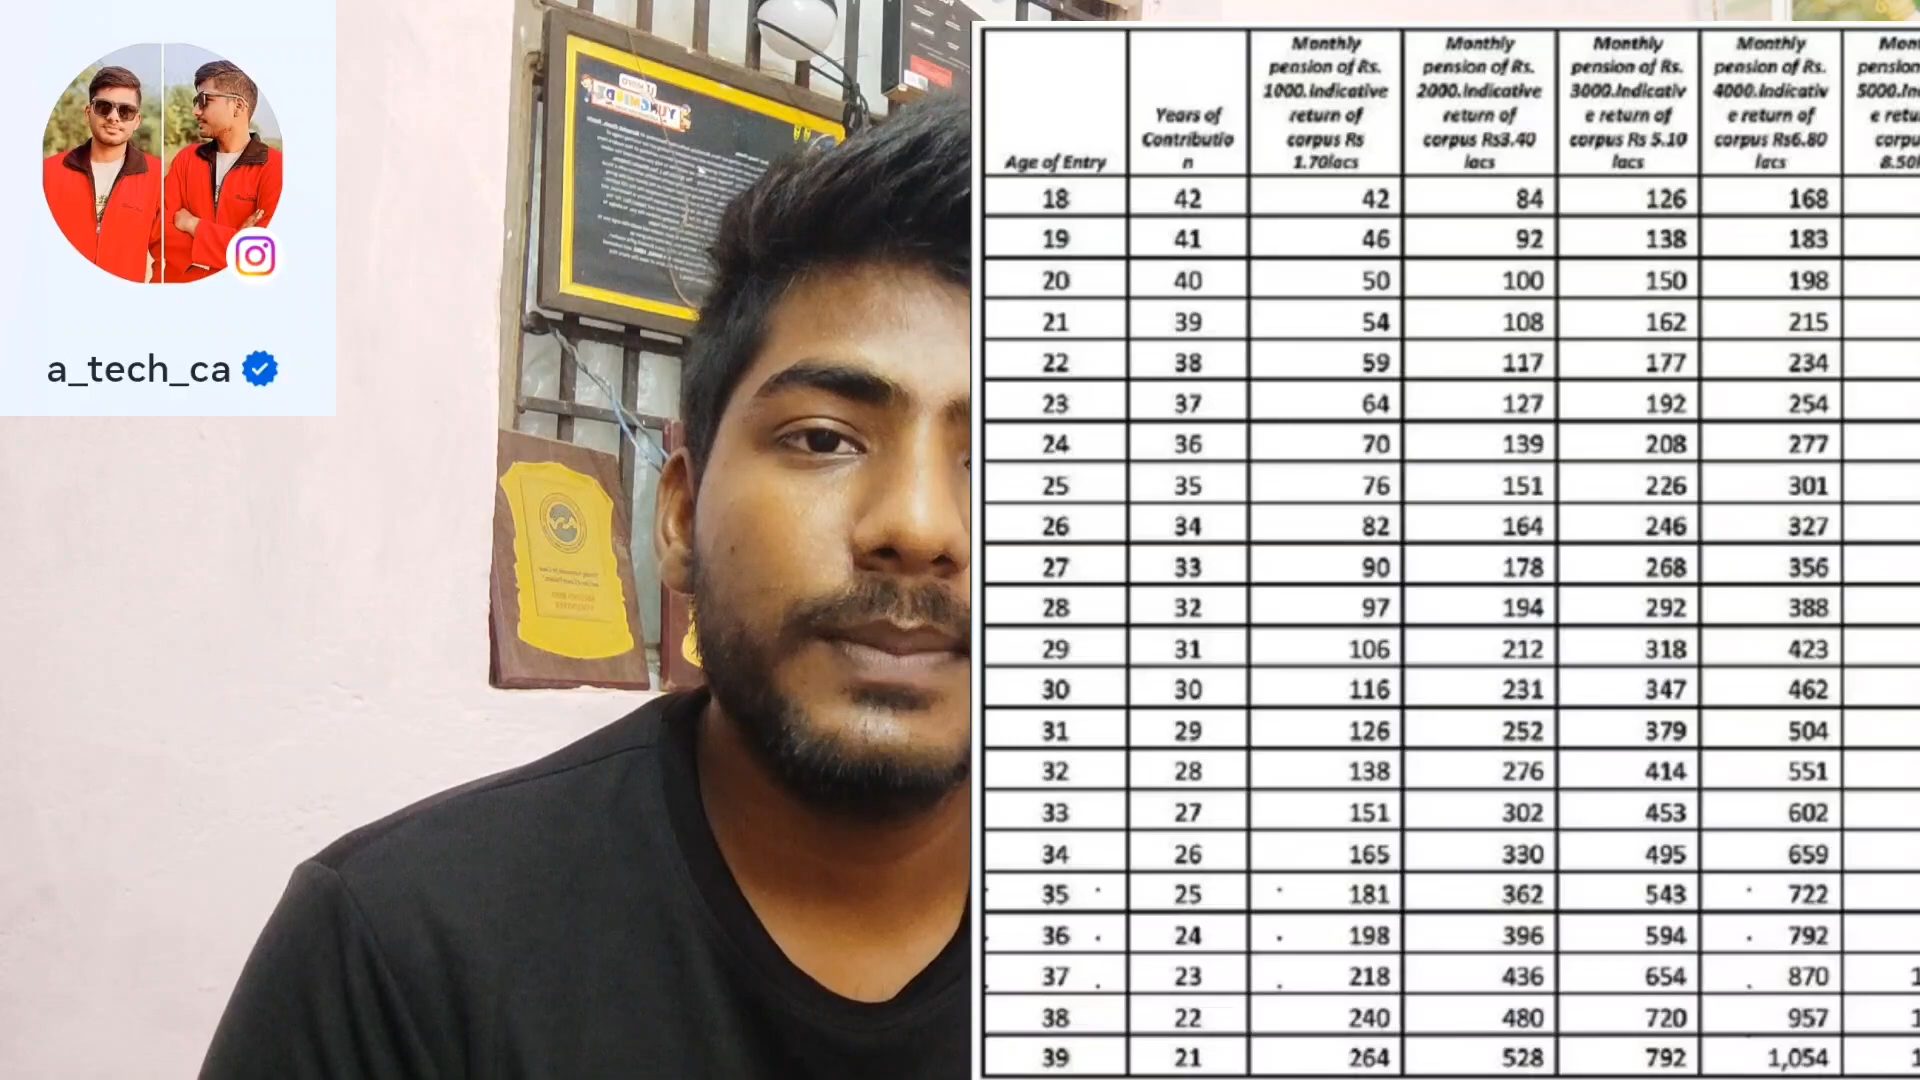 a_tech_ca
Age of Entry
Years of
Contributio
n
Monthly
pension of Rs.
1000.Indicative
return of
corpus Rs
1.70lacs
Monthly
pension of Rs.
2000.Indicative
return of
corpus Rs3.40
lacs
Monthly
pension of Rs.
3000.Indicativ
e return of
corpus Rs 5.10
lacs
Monthly
pension of Rs.
4000.Indicativ
e return of
corpus Rs6.80
lacs
18 42 42 84 126 168
19 41 46 92 138 183
20 40 50 100 150 198
21 39 54 108 162 215
22 38 59 117 177 234
23 37 64 127 192 254
24 36 70 139 208 277
25 35 76 151 226 301
26 34 82 164 246 327
27 33 90 178 268 356
28 32 97 194 292 388
29 31 106 212 318 423
30 30 116 231 347 462
31 29 126 252 379 504
32 28 138 276 414 551
33 27 151 302 453 602
34 26 165 330 495 659
35 25 181 362 543 722
36 24 198 396 594 792
37 23 218 436 654 870
38 22 240 480 720 957
39 21 264 528 792 1,054